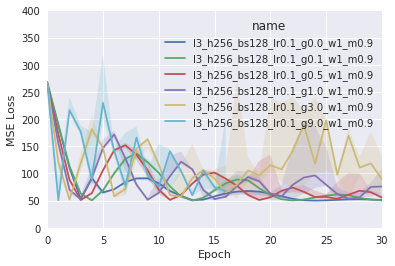 400
350
300
250
200
150
100
50
0
MSE Loss
name
l3_h256_bs128_lr0.1_g0.0_w1_m0.9
l3_h256_bs128_lr0.1_g0.1_w1_m0.9
l3_h256_bs128_lr0.1_g0.5_w1_m0.9
l3_h256_bs128_lr0.1_g1.0_w1_m0.9
l3_h256_bs128_lr0.1_g3.0_w1_m0.9
l3_h256_bs128_lr0.1_g9.0_w1_m0.9
0 5 10 15 20 25 30
Epoch